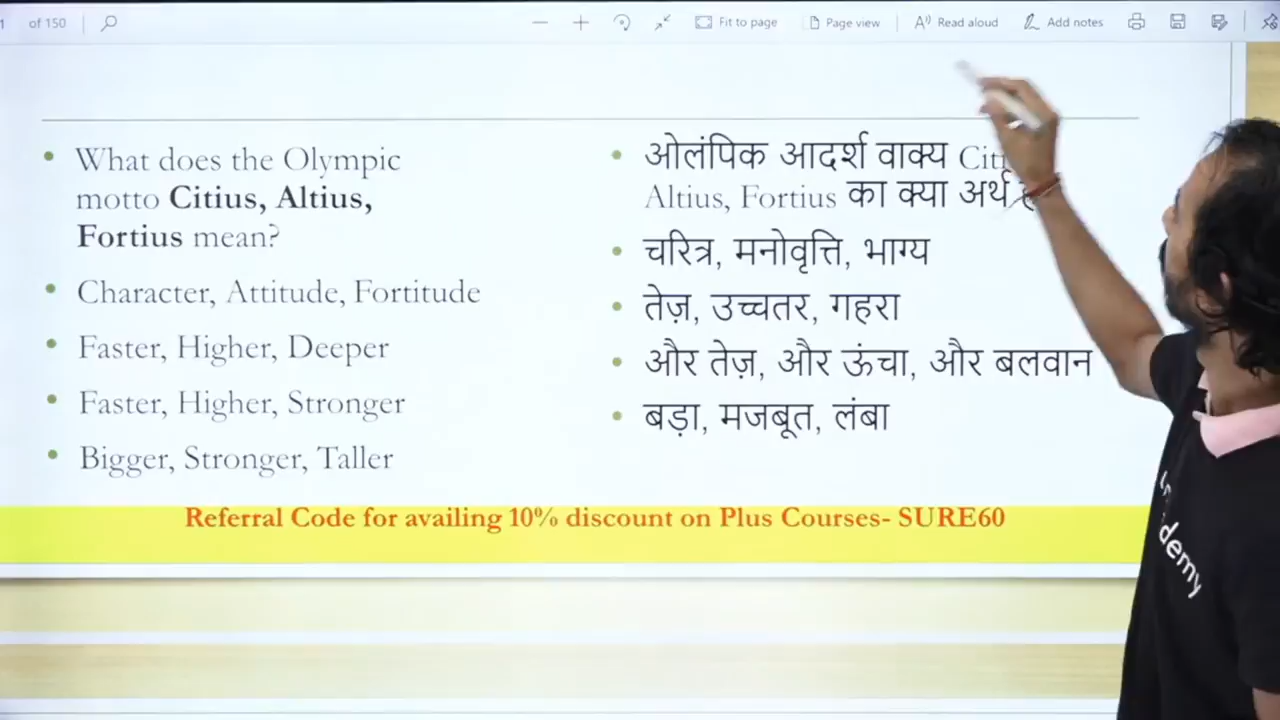 of 150
Fit to page
Page view
Read aloud
Add notes
What does the Olympic
motto Citius, Altius,
Fortius mean?
Character, Attitude, Fortitude
Faster, Higher, Deeper
Faster, Higher, Stronger
Bigger, Stronger, Taller
ओलंपिक आदर्श वाक्य
Altius, Fortius का क्या अर्थ
चरित्र, मनोवृत्ति, भाग्य
तेज़, उच्चतर, गहरा
और तेज़, और ऊंचा, और बलवान
बड़ा, मजबूत, लंबा
Referral Code for availing 10% discount on Plus Courses- SURE60